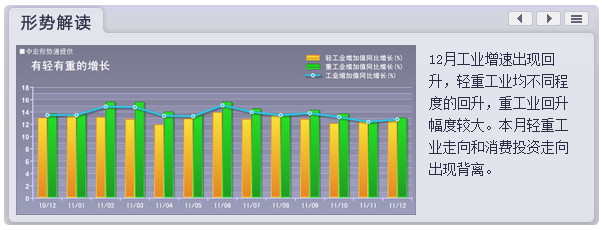 形势解读
■中宏形势通提供
有轻有重的增长
轻工业增加值同比增长(%)
重工业增加值同比增长(%)
工业增加值同比增长(%)
18
16
14
12
10
8
6
4
2
0
10/12 11/01 11/02 11/03 11/04 11/05 11/06 11/07 11/08 11/09 11/10 11/11 11/12
12月工业增速出现回
升，轻重工业均不同程
度的回升，重工业回升
幅度较大。本月轻重工
业走向和消费投资走向
出现背离。